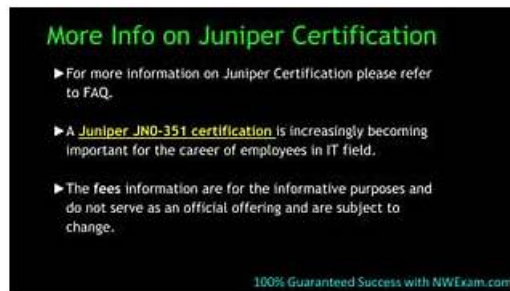 More Info on Juniper Certification
►For more information on Juniper Certification please refer
to FAQ.
►A Juniper JN0-351 certification is increasingly becoming
important for the career of employees in IT field.
►The fees information are for the informative purposes and
do not serve as an official offering and are subject to
change.
100% Guaranteed Success with NWExam.com